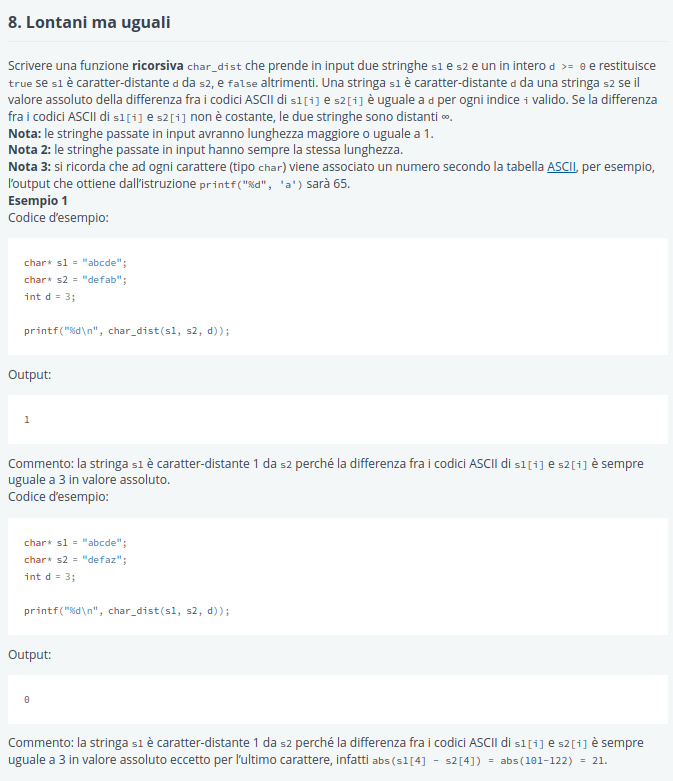 8. Lontani ma uguali
Scrivere una funzione ricorsiva char_dist che prende in input due stringhe s1 e s2 e un in intero d >= 0 e restituisce
true se s1 è caratter-distante d da s2, e false altrimenti. Una stringa s1 è caratter-distante d da una stringa s2 se il
valore assoluto della differenza fra i codici ASCII di s1[i] e s2[i] è uguale a d per ogni indice i valido. Se la differenza
fra i codici ASCII di s1[i] e s2[i] non è costante, le due stringhe sono distanti ∞.
Nota: le stringhe passate in input avranno lunghezza maggiore o uguale a 1.
Nota 2: le stringhe passate in input hanno sempre la stessa lunghezza.
Nota 3: si ricorda che ad ogni carattere (tipo char) viene associato un numero secondo la tabella ASCII, per esempio,
l'output che ottiene dall'istruzione printf("%d", 'a') sarà 65.
Esempio 1
Codice d'esempio:
char* s1 = "abcde";
char* s2 = "defab";
int d = 3;
printf("%d\n", char_dist(s1, s2, d));
Output:
1
Commento: la stringa s1 è caratter-distante 1 da s2 perché la differenza fra i codici ASCII di s1[i] e s2[i] è sempre
uguale a 3 in valore assoluto.
Codice d'esempio:
char* s1 = "abcde";
char* s2 = "defaz";
int d = 3;
printf("%d\n", char_dist(s1, s2, d));
Output:
0
Commento: la stringa s1 è caratter-distante 1 da s2 perché la differenza fra i codici ASCII di s1[i] e s2[i] è sempre
uguale a 3 in valore assoluto eccetto per l'ultimo carattere, infatti abs(s1[4] - s2[4]) = abs(101-122) = 21.